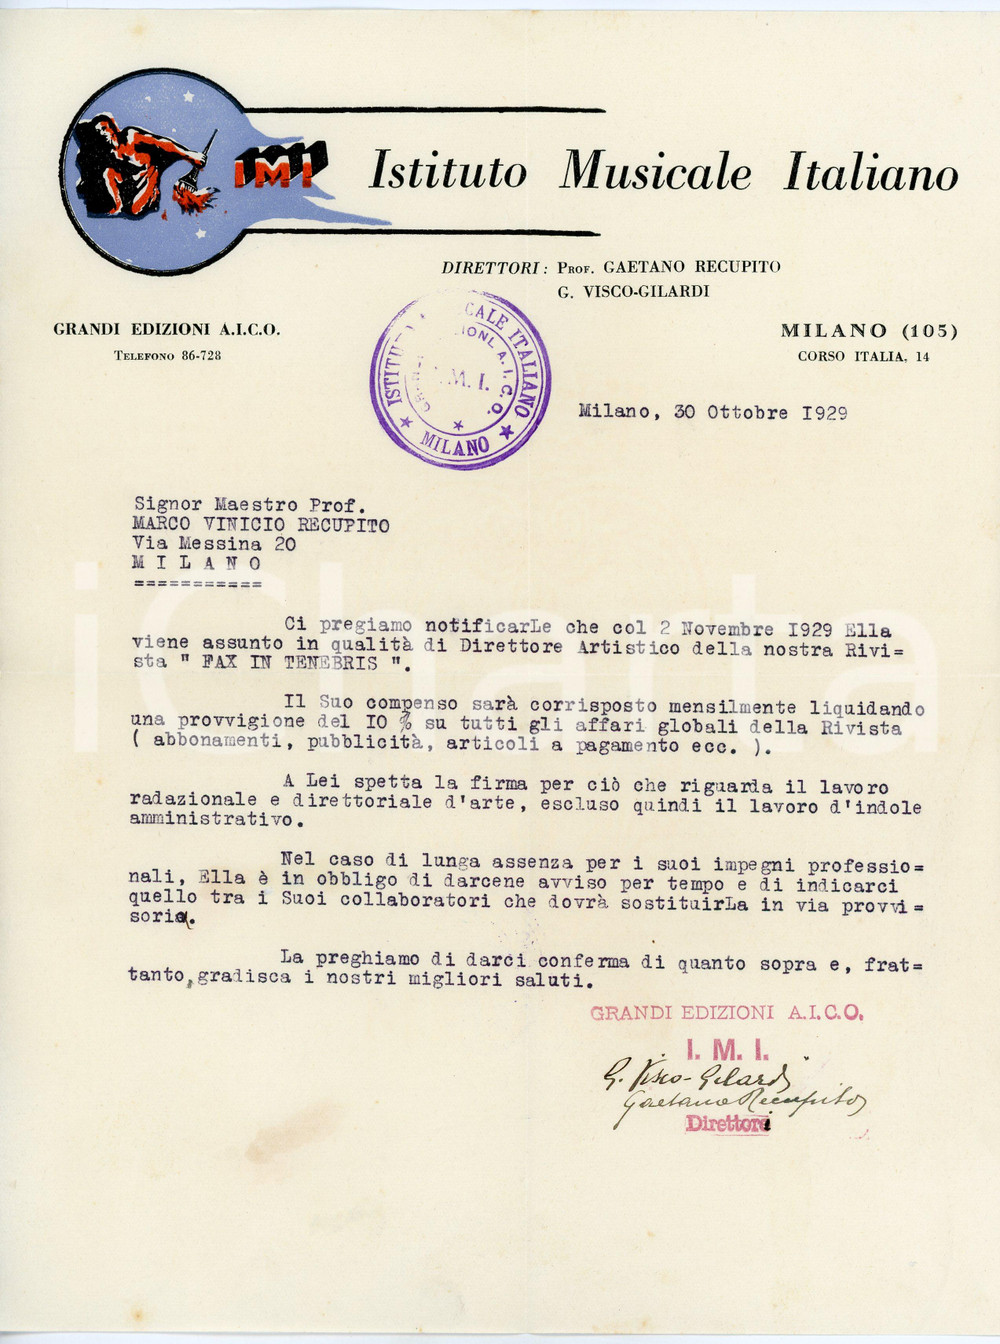 IMI
Istituto Musicale Italiano
DIRETTORI: Prof. GAETANO RECUPITO
G. VISCO-GILARDI
GRANDI EDIZIONI A.I.C.O.
Telefono 86-728
MILANO (105)
CORSO ITALIA, 14
CALE ITALIANO
MILANO
A.I.C.O.
M. I.
Milano, 30 Ottobre I929
Signor Maestro Prof.
MARCO VINICIO RECUPITO
Via Messina 20
M I L A N O
===========
Ci pregiamo notificarLe che col 2 Novembre I929 Ella
viene assunto in qualità di Direttore Artistico della nostra Rivi=
sta " FAX IN TENEBRIS ".
Il Suo compenso sarà corrisposto mensilmente liquidando
una provvigione del IO % su tutti gli affari globali della Rivista
( abbonamenti, pubblicità, articoli a pagamento ecc. ).
A Lei spetta la firma per ciò che riguarda il lavoro
radazionale e direttoriale d'arte, escluso quindi il lavoro d'indole
amministrativo.
Nel caso di lunga assenza per i suoi impegni professio=
nali, Ella è in obbligo di darcene avviso per tempo e di indicarci
quello tra i Suoi collaboratori che dovrà sostituirLa in via provvi=
soria.
La preghiamo di darci conferma di quanto sopra e, frat=
tanto, gradisca i nostri migliori saluti.
GRANDI EDIZIONI A.I.C.O.
I. M. I.
G. Visco-Gilardi
Gaetano Recupito
Direttori
iCharta